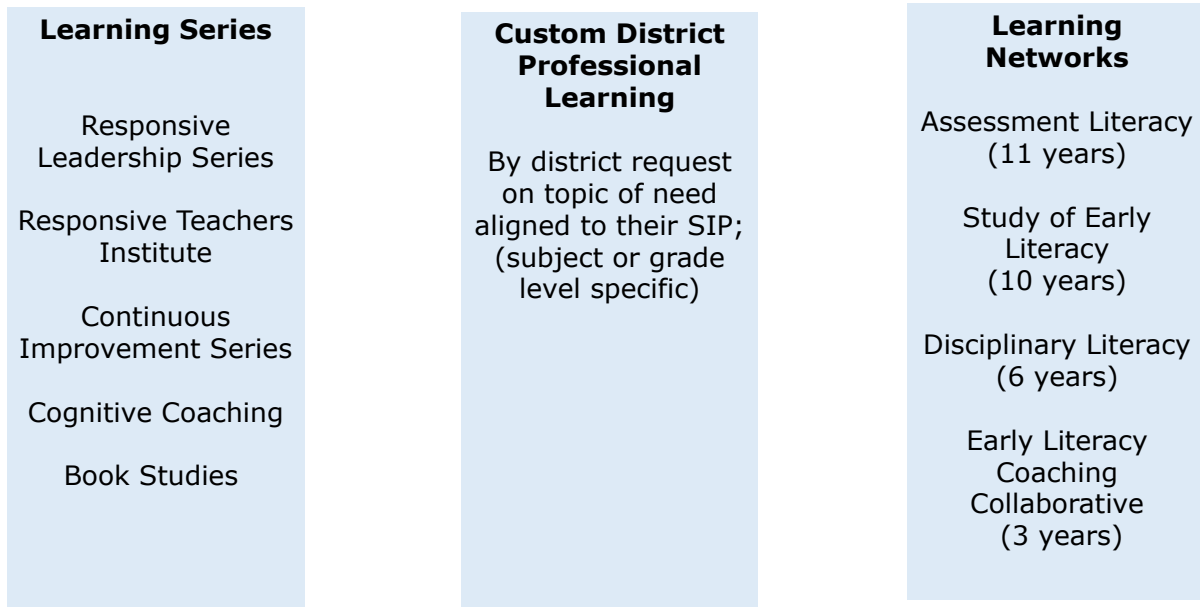 Learning Series
Responsive
Leadership Series
Responsive Teachers
Institute
Continuous
Improvement Series
Cognitive Coaching
Book Studies
Custom District
Professional
Learning
By district request
on topic of need
aligned to their SIP;
(subject or grade
level specific)
Learning
Networks
Assessment Literacy
(11 years)
Study of Early
Literacy
(10 years)
Disciplinary Literacy
(6 years)
Early Literacy
Coaching
Collaborative
(3 years)